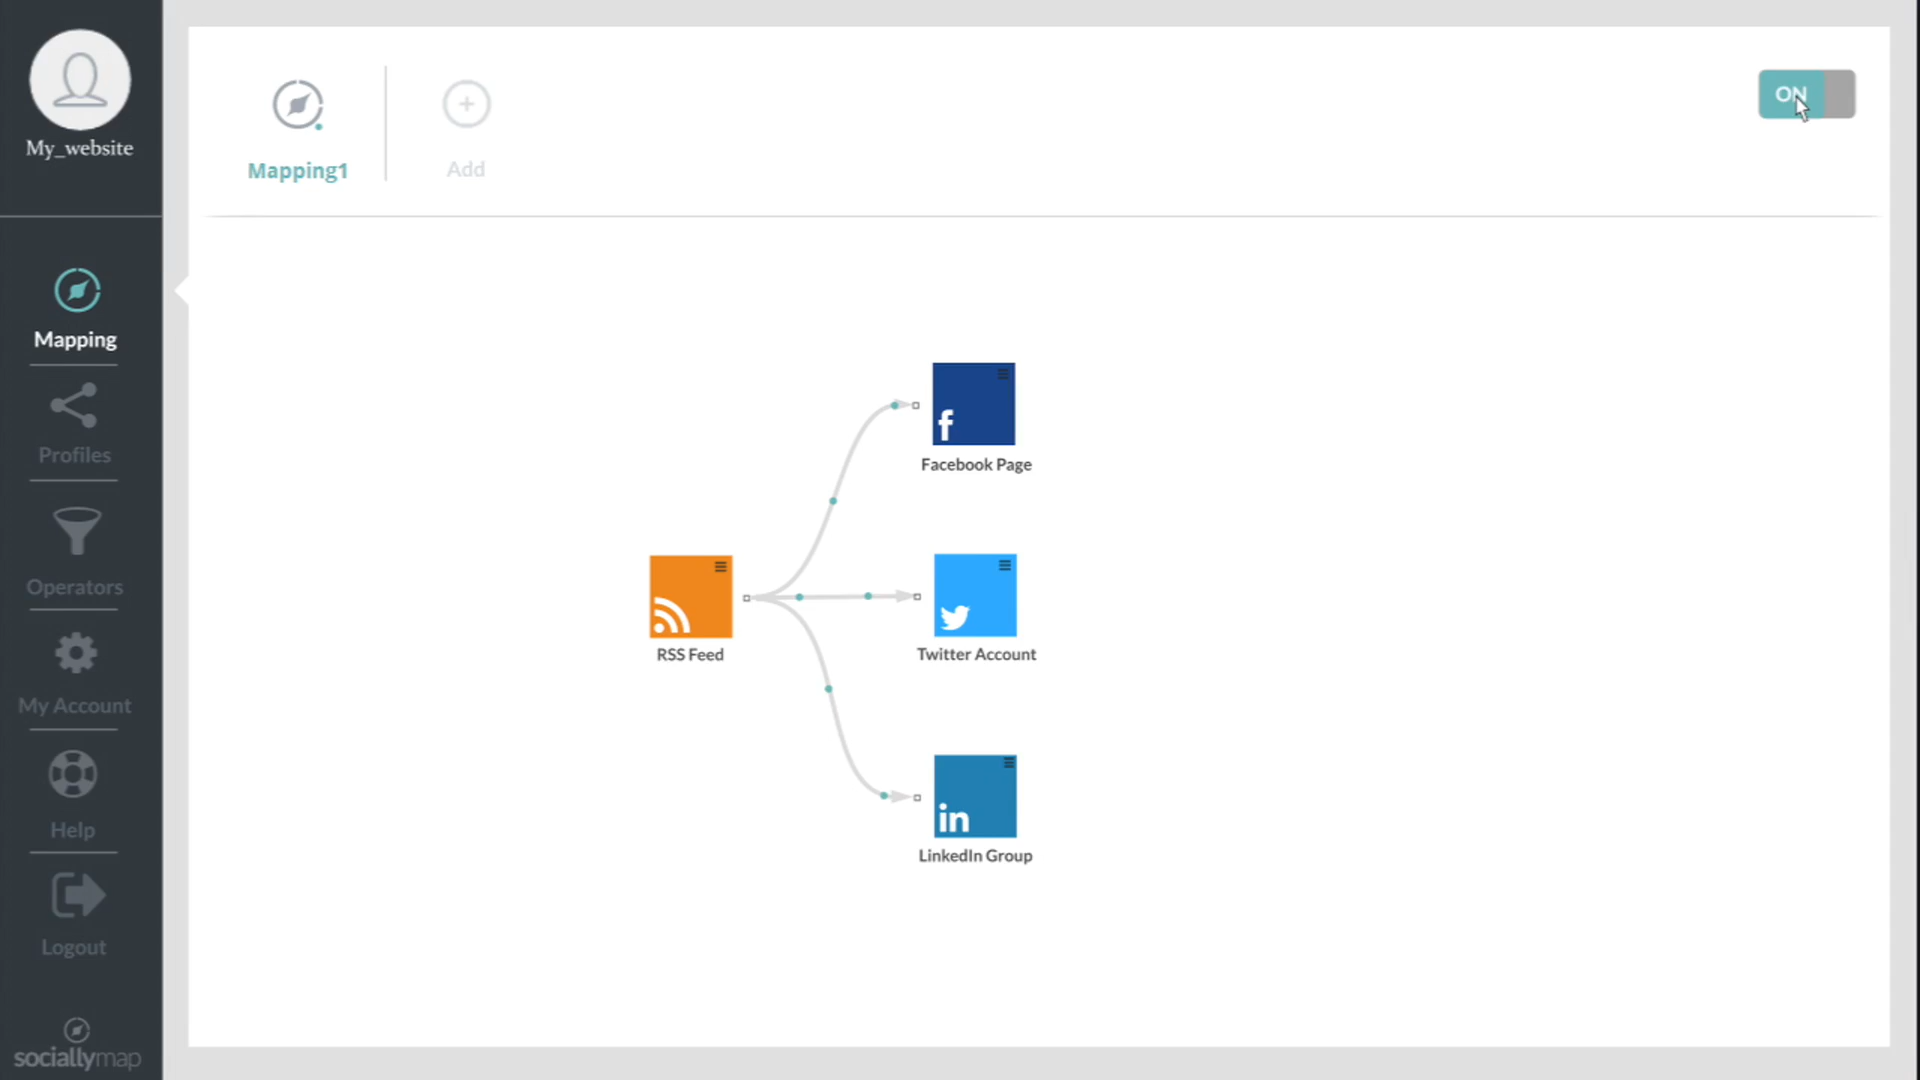 My_website
Mapping
Profiles
Operators
My Account
Help
Logout
sociallymap
Mapping1
Add
ON
f
Facebook Page
RSS Feed
Twitter Account
in
LinkedIn Group